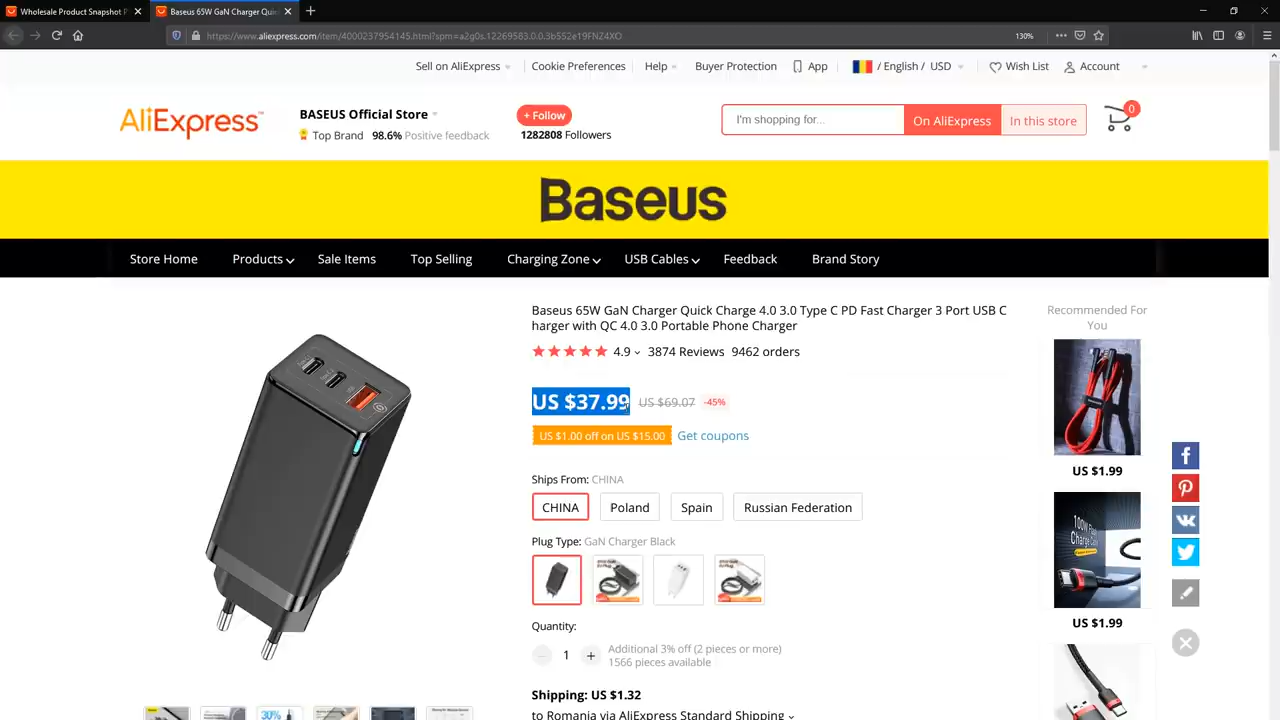 Wholesale Product Snapshot P
Baseus 65W GaN Charger Quick
https://www.aliexpress.com/item/4000237954145.html?spm=a2g0s.12269583.0.0.3b552e19FNZ4XO
130%
Sell on AliExpress
Cookie Preferences
Help
Buyer Protection
App
/ English / USD
Wish List
Account
AliExpress™
BASEUS Official Store
Top Brand 98.6% Positive feedback
+ Follow
1282808 Followers
I'm shopping for...
On AliExpress
In this store
0
Baseus
Store Home
Products
Sale Items
Top Selling
Charging Zone
USB Cables
Feedback
Brand Story
Baseus 65W GaN Charger Quick Charge 4.0 3.0 Type C PD Fast Charger 3 Port USB C
harger with QC 4.0 3.0 Portable Phone Charger
4.9 3874 Reviews 9462 orders
US $37.99 US $69.07 -45%
US $1.00 off on US $15.00 Get coupons
Ships From: CHINA
CHINA
Poland
Spain
Russian Federation
Plug Type: GaN Charger Black
Quantity:
1
Additional 3% off (2 pieces or more)
1566 pieces available
Shipping: US $1.32
to Romania via AliExpress Standard Shipping
30%
Recommended For
You
US $1.99
100W Fast
Charge
US $1.99